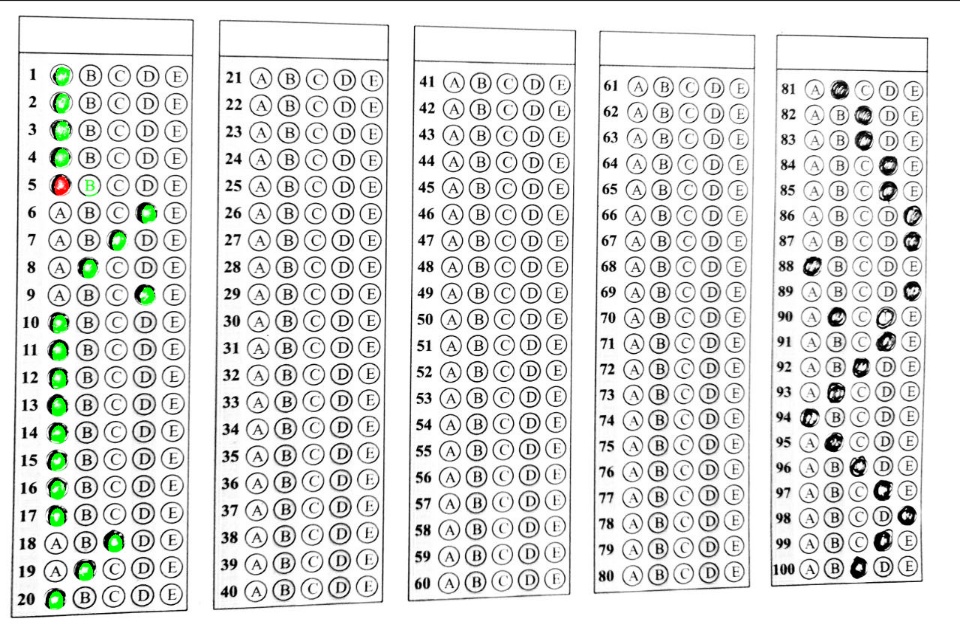 1 B C D E
2 B C D E
3 B C D E
4 B C D E
5 B C D E
6 A B C E
7 A B D E
8 A C D E
9 A B C E
10 B C D E
11 B C D E
12 B C D E
13 B C D E
14 B C D E
15 B C D E
16 B C D E
17 B C D E
18 A B D E
19 A C D E
20 B C D E
21 A B C D E
22 A B C D E
23 A B C D E
24 A B C D E
25 A B C D E
26 A B C D E
27 A B C D E
28 A B C D E
29 A B C D E
30 A B C D E
31 A B C D E
32 A B C D E
33 A B C D E
34 A B C D E
35 A B C D E
36 A B C D E
37 A B C D E
38 A B C D E
39 A B C D E
40 A B C D E
41 A B C D E
42 A B C D E
43 A B C D E
44 A B C D E
45 A B C D E
46 A B C D E
47 A B C D E
48 A B C D E
49 A B C D E
50 A B C D E
51 A B C D E
52 A B C D E
53 A B C D E
54 A B C D E
55 A B C D E
56 A B C D E
57 A B C D E
58 A B C D E
59 A B C D E
60 A B C D E
61 A B C D E
62 A B C D E
63 A B C D E
64 A B C D E
65 A B C D E
66 A B C D E
67 A B C D E
68 A B C D E
69 A B C D E
70 A B C D E
71 A B C D E
72 A B C D E
73 A B C D E
74 A B C D E
75 A B C D E
76 A B C D E
77 A B C D E
78 A B C D E
79 A B C D E
80 A B C D E
81 A C D E
82 A B D E
83 A B D E
84 A B C E
85 A B C E
86 A B C D
87 A B C D
88 B C D E
89 A B C D
90 A C E
91 A B C E
92 A B D E
93 A C D E
94 B C D E
95 A C D E
96 A B D E
97 A B C E
98 A B C D
99 A B C E
100 A B D E